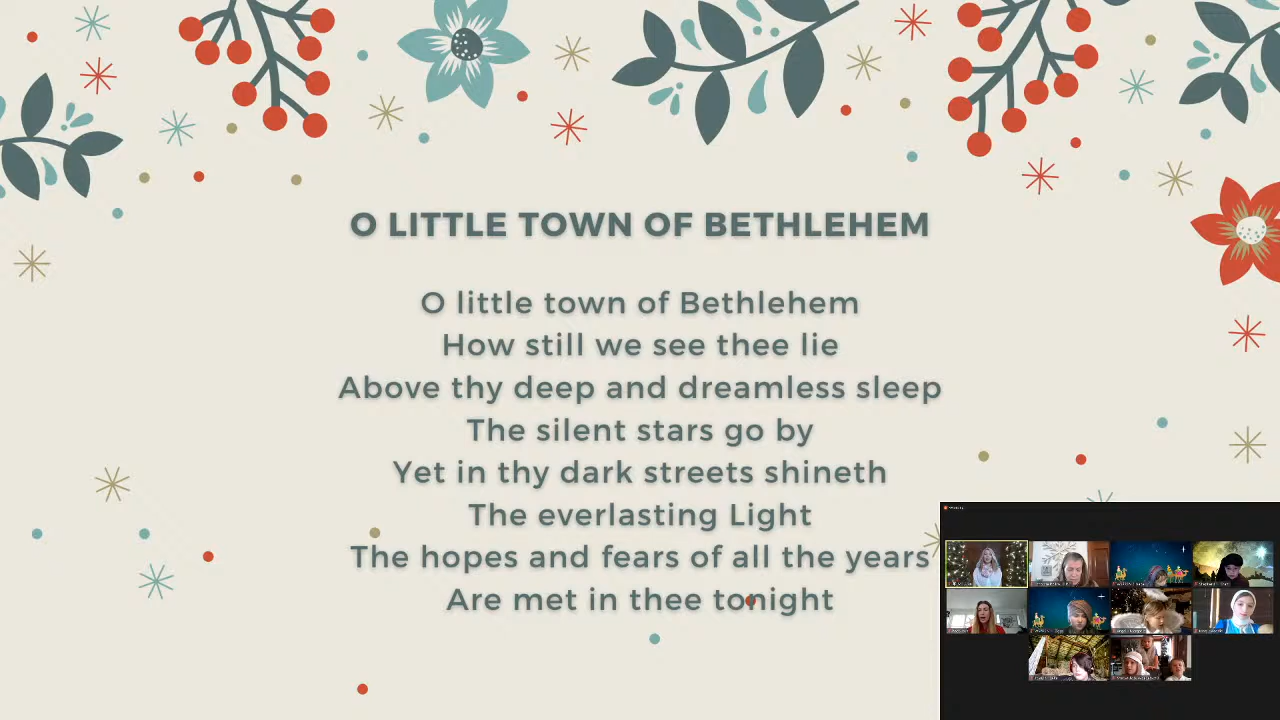 O LITTLE TOWN OF BETHLEHEM
O little town of Bethlehem
How still we see thee lie
Above thy deep and dreamless sleep
The silent stars go by
Yet in thy dark streets shineth
The everlasting Light
The hopes and fears of all the years
Are met in thee tonight